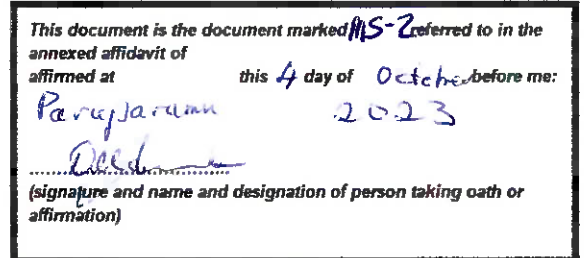 This document is the document marked MS-2 referred to in the
annexed affidavit of
affirmed at this 4 day of October before me:
2023
(signature and name and designation of person taking oath or
affirmation)